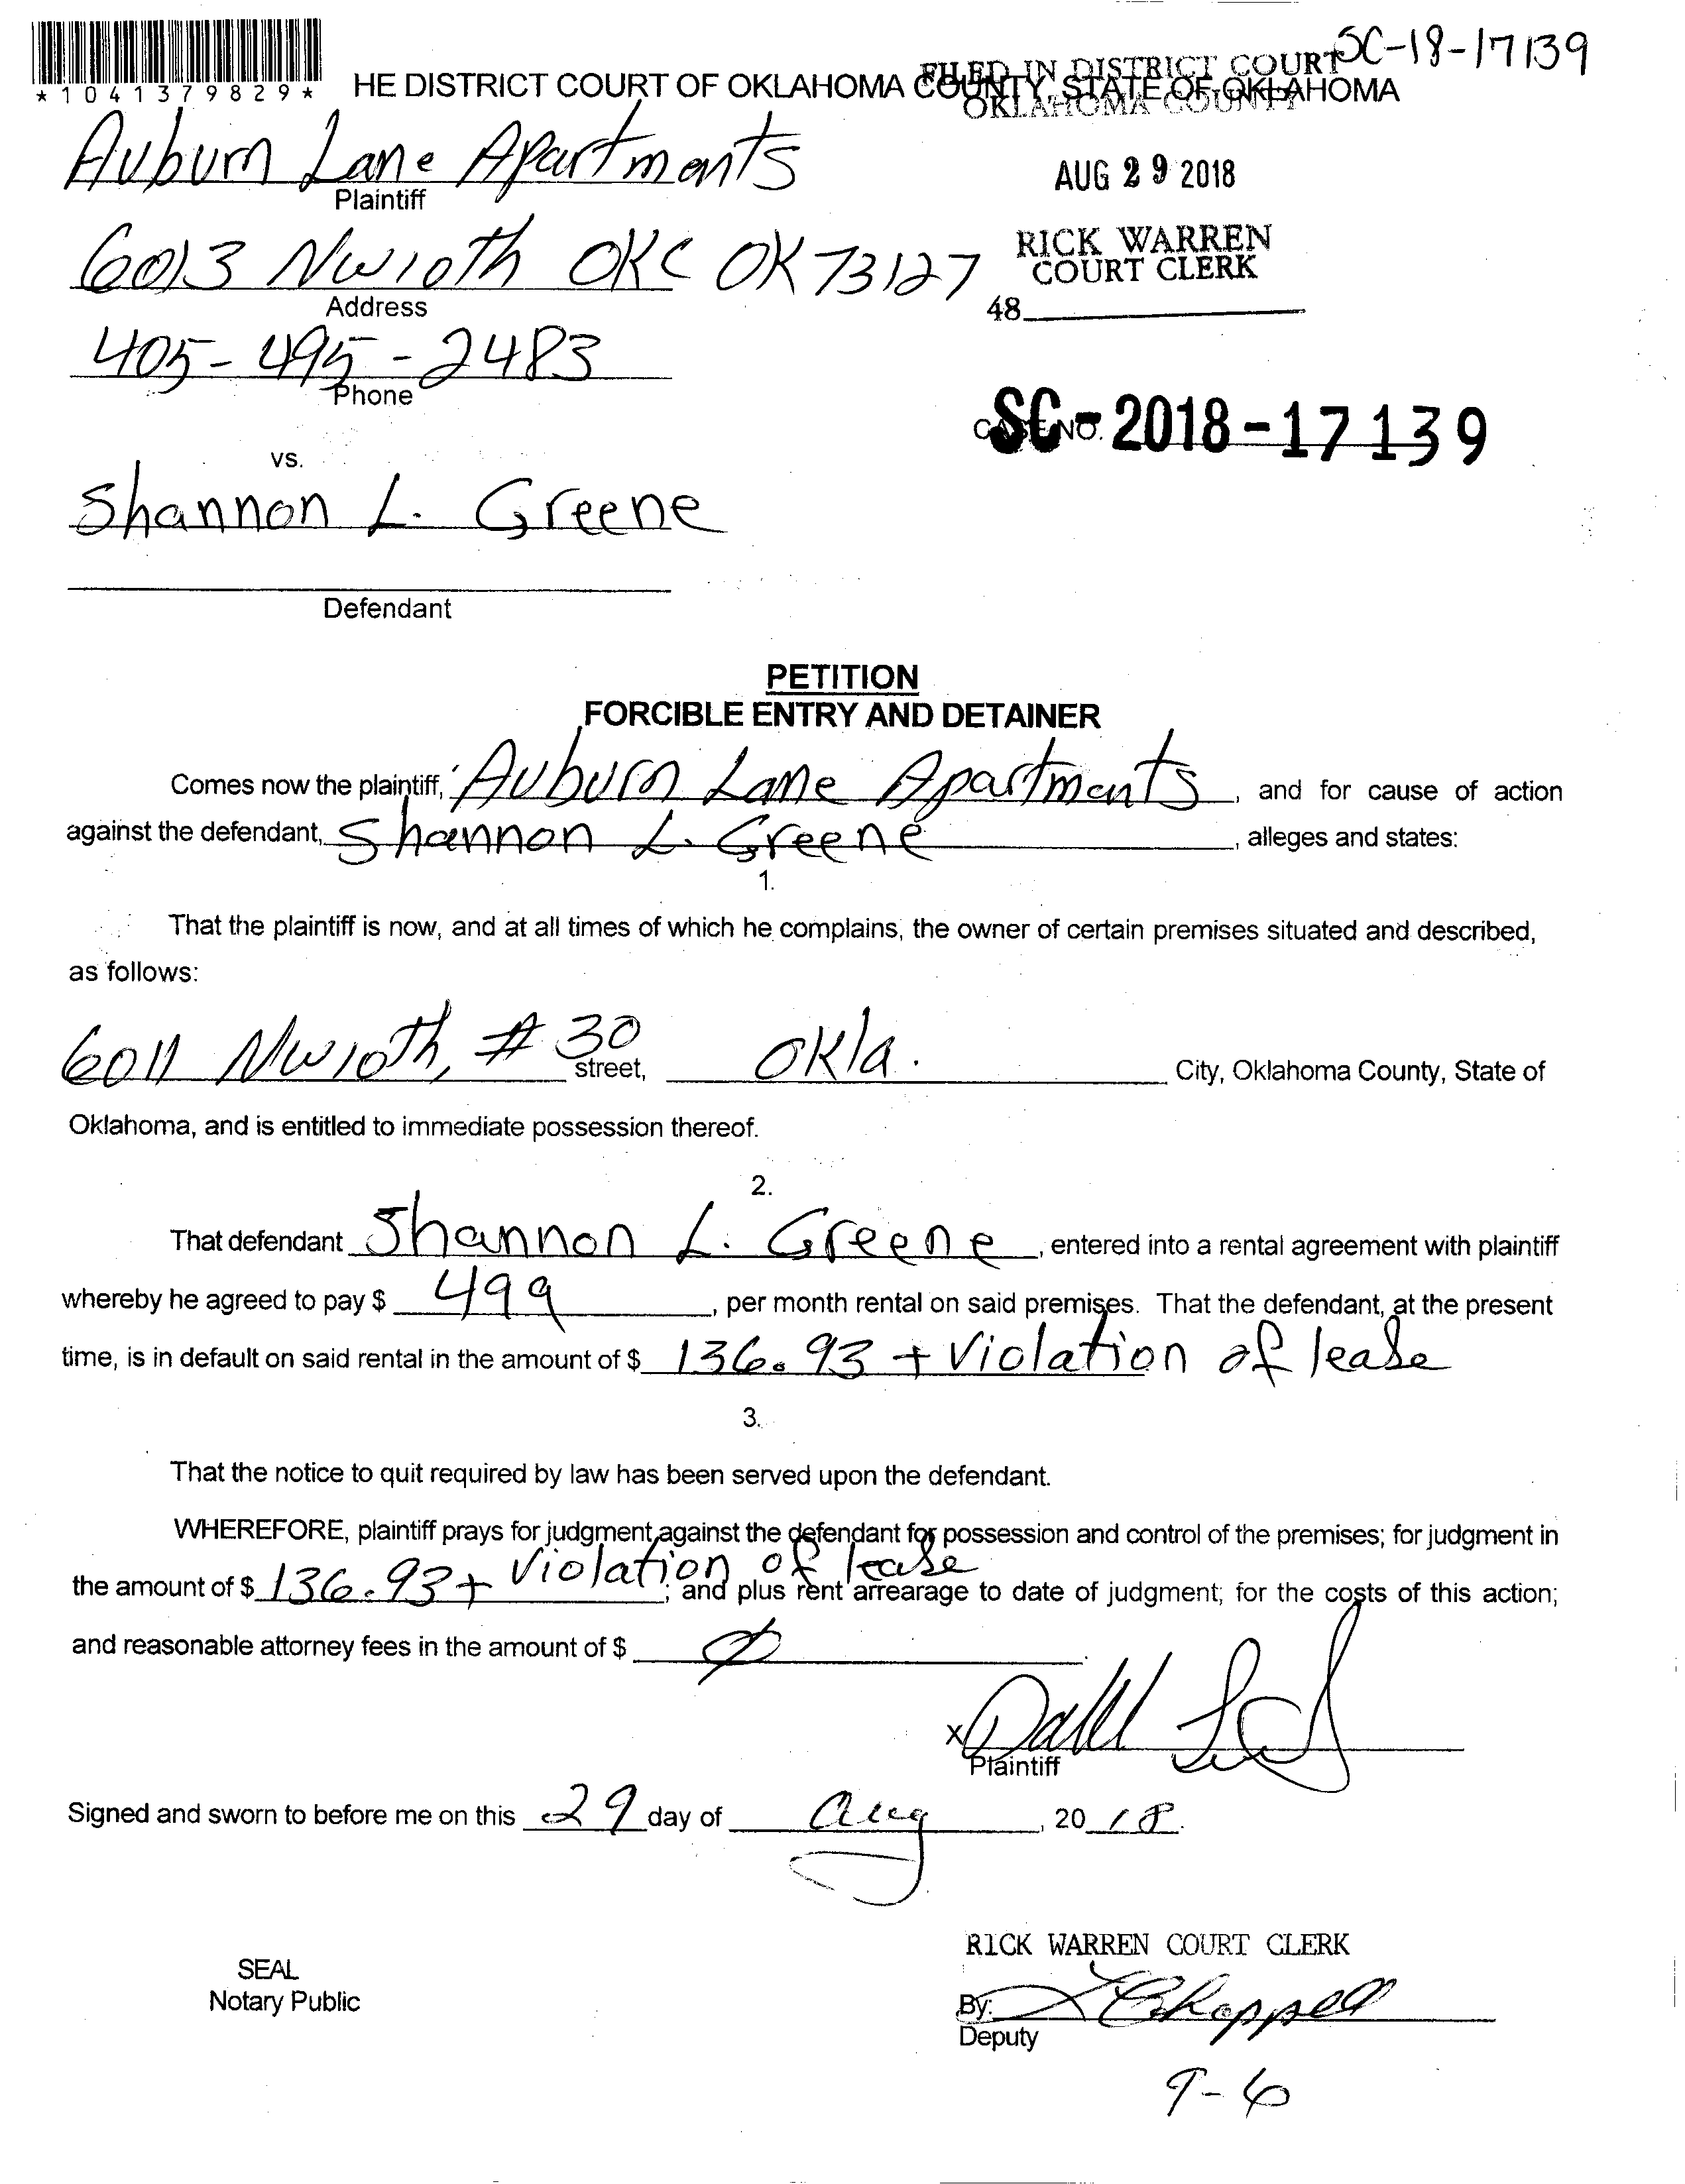 SC-18-17139
*1041379829*
HE DISTRICT COURT OF OKLAHOMA COUNTY, STATE OF OKLAHOMA
FILED IN DISTRICT COURT
OKLAHOMA COUNTY
Auburn Lane Apartments
Plaintiff
AUG 29 2018
6013 NW 10th OKC OK 73127
Address
RICK WARREN
COURT CLERK
48
405-495-2483
Phone
CASE NO.
SC-2018-17139
vs.
Shannon L. Greene
Defendant
PETITION
FORCIBLE ENTRY AND DETAINER
Comes now the plaintiff, Auburn Lane Apartments, and for cause of action
against the defendant, Shannon L. Greene, alleges and states:
1.
That the plaintiff is now, and at all times of which he complains, the owner of certain premises situated and described,
as follows:
6011 NW 10th, # 30 street, Okla. City, Oklahoma County, State of
Oklahoma, and is entitled to immediate possession thereof.
2.
That defendant Shannon L. Greene, entered into a rental agreement with plaintiff
whereby he agreed to pay $ 499, per month rental on said premises. That the defendant, at the present
time, is in default on said rental in the amount of $ 136.93 + Violation of lease
3.
That the notice to quit required by law has been served upon the defendant.
WHEREFORE, plaintiff prays for judgment against the defendant for possession and control of the premises; for judgment in
the amount of $ 136.93 + Violation of lease; and plus rent arrearage to date of judgment; for the costs of this action;
and reasonable attorney fees in the amount of $ Ø.
X
Plaintiff
Signed and sworn to before me on this 29 day of Aug, 2018.
RICK WARREN COURT CLERK
SEAL
Notary Public
By: Chappell
Deputy
9-6